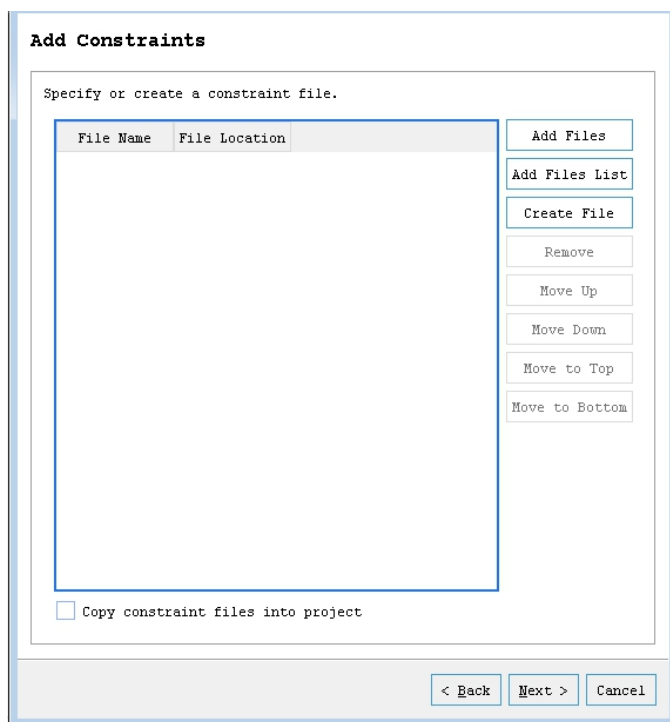 Add Constraints
Specify or create a constraint file.
File Name File Location
Add Files
Add Files List
Create File
Remove
Move Up
Move Down
Move to Top
Move to Bottom
Copy constraint files into project
< Back Next > Cancel